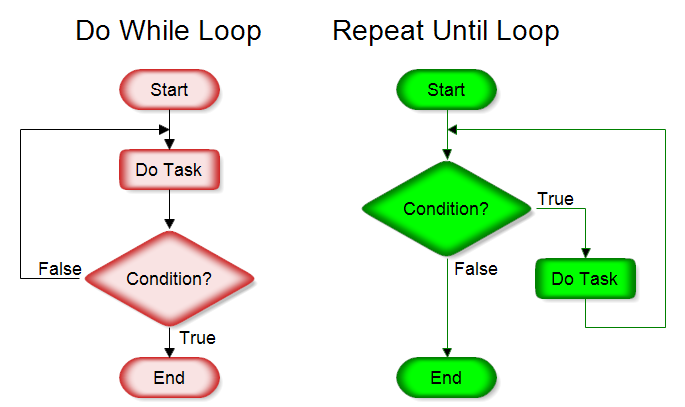 Do While Loop
Start
Do Task
False
Condition?
True
End
Repeat Until Loop
Start
Condition?
True
False
Do Task
End